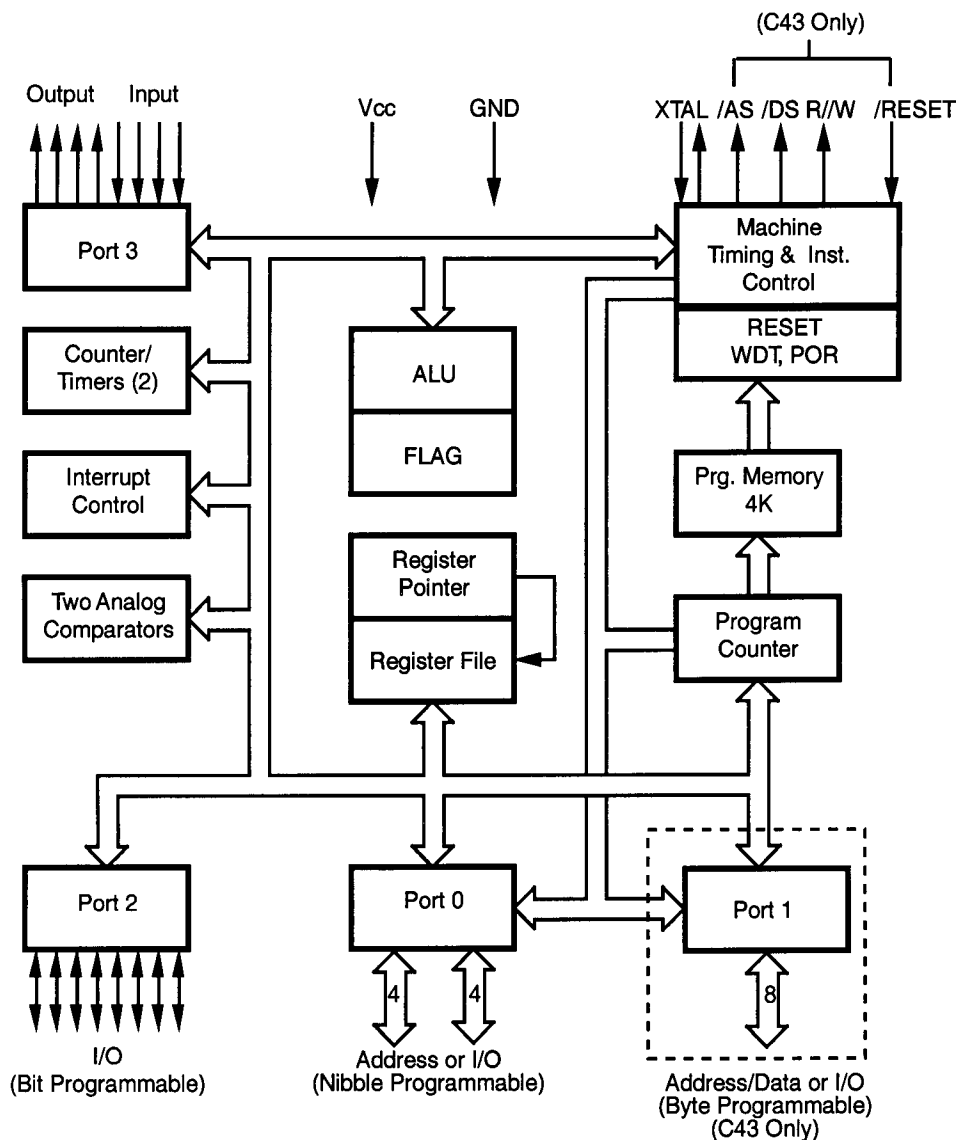 (C43 Only)
Output Input
Vcc
GND
XTAL /AS /DS R//W /RESET
Port 3
Machine
Timing & Inst.
Control
RESET
WDT, POR
Counter/
Timers (2)
ALU
FLAG
Interrupt
Control
Prg. Memory
4K
Two Analog
Comparators
Register
Pointer
Register File
Program
Counter
Port 2
Port 0
Port 1
4
4
8
I/O
(Bit Programmable)
Address or I/O
(Nibble Programmable)
Address/Data or I/O
(Byte Programmable)
(C43 Only)